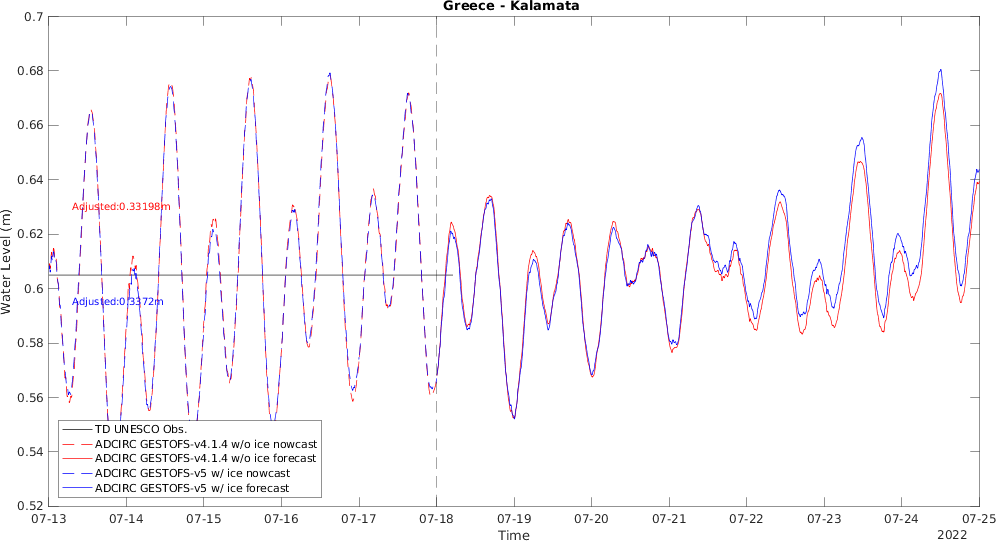 Greece - Kalamata
0.7
0.68
0.66
0.64
0.62
0.6
0.58
0.56
0.54
0.52
Water Level (m)
Adjusted:0.33198m
Adjusted:0.3372m
TD UNESCO Obs.
ADCIRC GESTOFS-v4.1.4 w/o ice nowcast
ADCIRC GESTOFS-v4.1.4 w/o ice forecast
ADCIRC GESTOFS-v5 w/ ice nowcast
ADCIRC GESTOFS-v5 w/ ice forecast
07-13 07-14 07-15 07-16 07-17 07-18 07-19 07-20 07-21 07-22 07-23 07-24 07-25
Time
2022